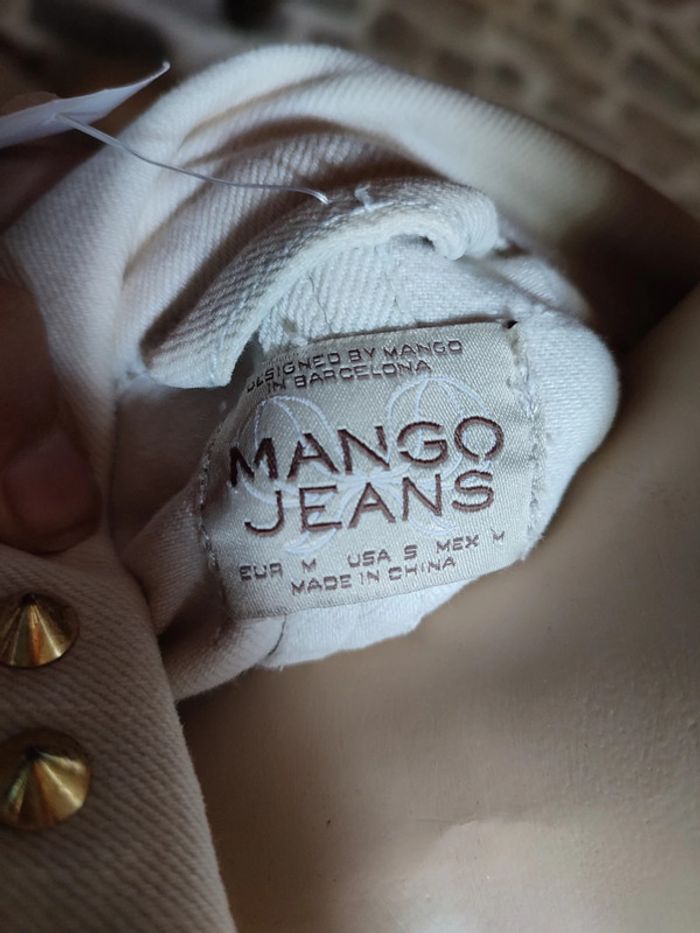 DESIGNED BY MANGO
IN BARCELONA
MANGO
JEANS
EUR M USA S MEX M
MADE IN CHINA